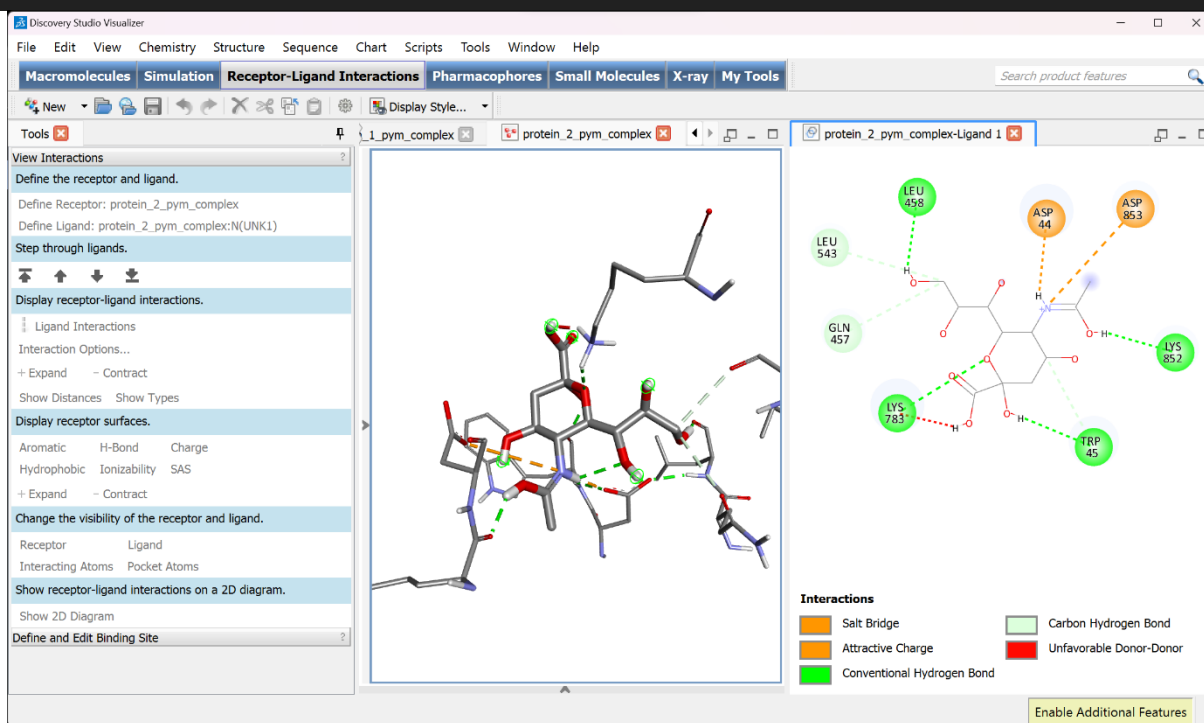 Discovery Studio Visualizer
File Edit View Chemistry Structure Sequence Chart Scripts Tools Window Help
Macromolecules Simulation Receptor-Ligand Interactions Pharmacophores Small Molecules X-ray My Tools
Search product features
New Display Style...
Tools
_1_pym_complex protein_2_pym_complex protein_2_pym_complex-Ligand 1
View Interactions ?
Define the receptor and ligand.
Define Receptor: protein_2_pym_complex
Define Ligand: protein_2_pym_complex:N(UNK1)
Step through ligands.
Display receptor-ligand interactions.
Ligand Interactions
Interaction Options...
+ Expand - Contract
Show Distances Show Types
Display receptor surfaces.
Aromatic H-Bond Charge
Hydrophobic Ionizability SAS
+ Expand - Contract
Change the visibility of the receptor and ligand.
Receptor Ligand
Interacting Atoms Pocket Atoms
Show receptor-ligand interactions on a 2D diagram.
Show 2D Diagram
Define and Edit Binding Site ?
LEU
458
ASP
44
ASP
853
LEU
543
H
O
O
H
+N
O
GLN
457
O
O
H
LYS
852
O
O
O
LYS
783
H
O
O
H
TRP
45
Interactions
Salt Bridge
Attractive Charge
Conventional Hydrogen Bond
Carbon Hydrogen Bond
Unfavorable Donor-Donor
Enable Additional Features